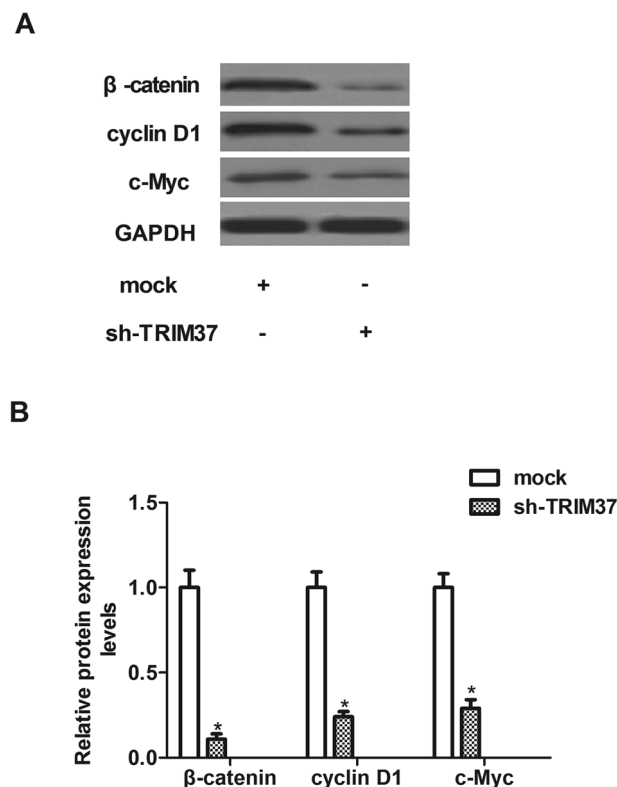 A
β -catenin
cyclin D1
c-Myc
GAPDH
mock + -
sh-TRIM37 - +
B
mock
sh-TRIM37
Relative protein expression
levels
1.5
1.0
0.5
0.0
* * *
β-catenin cyclin D1 c-Myc